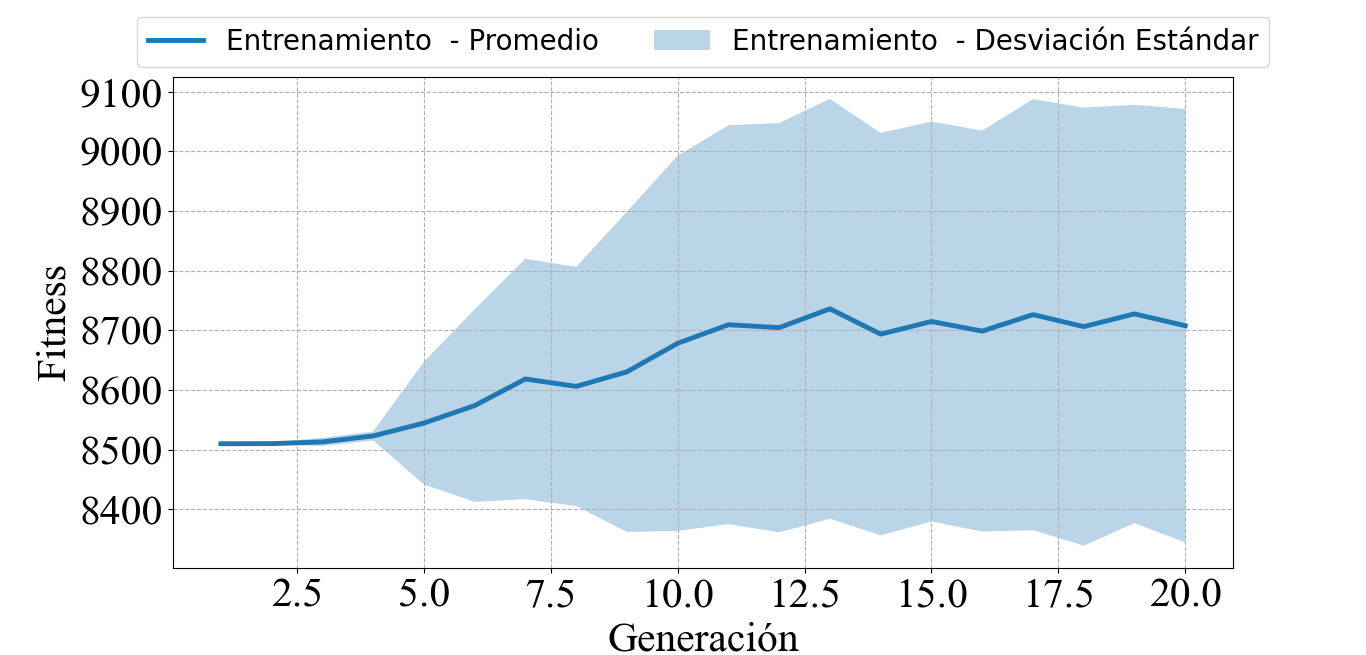 Entrenamiento - Promedio
Entrenamiento - Desviación Estándar
9100
9000
8900
8800
8700
8600
8500
8400
Fitness
2.5 5.0 7.5 10.0 12.5 15.0 17.5 20.0
Generación